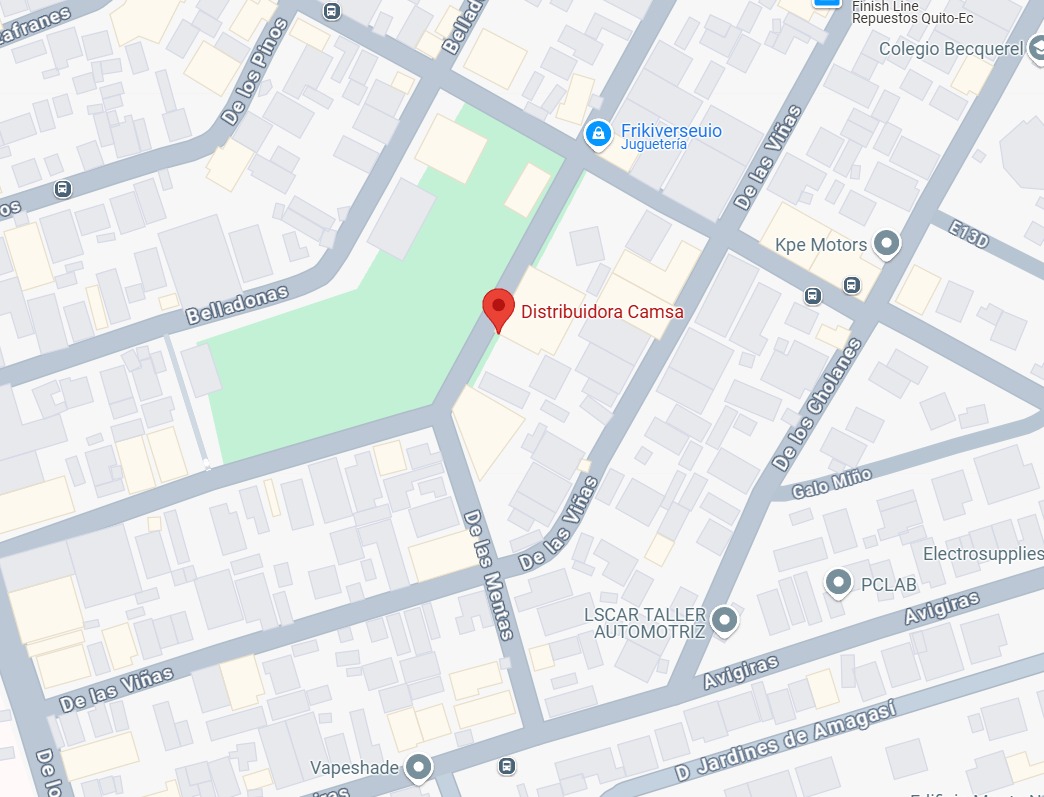 Finish Line
Repuestos Quito-Ec
afranes
Bellad
Colegio Becquerel
De los Pinos
Frikiverseuio
Juguetería
De las Viñas
os
E13D
Kpe Motors
Belladonas
Distribuidora Camsa
De los Cholanes
Galo Miño
De las Viñas
De las Mentas
Electrosupplies
PCLAB
Avigiras
LSCAR TALLER
AUTOMOTRIZ
Avigiras
De las Viñas
D Jardines de Amagasí
De lo
Vapeshade
iras